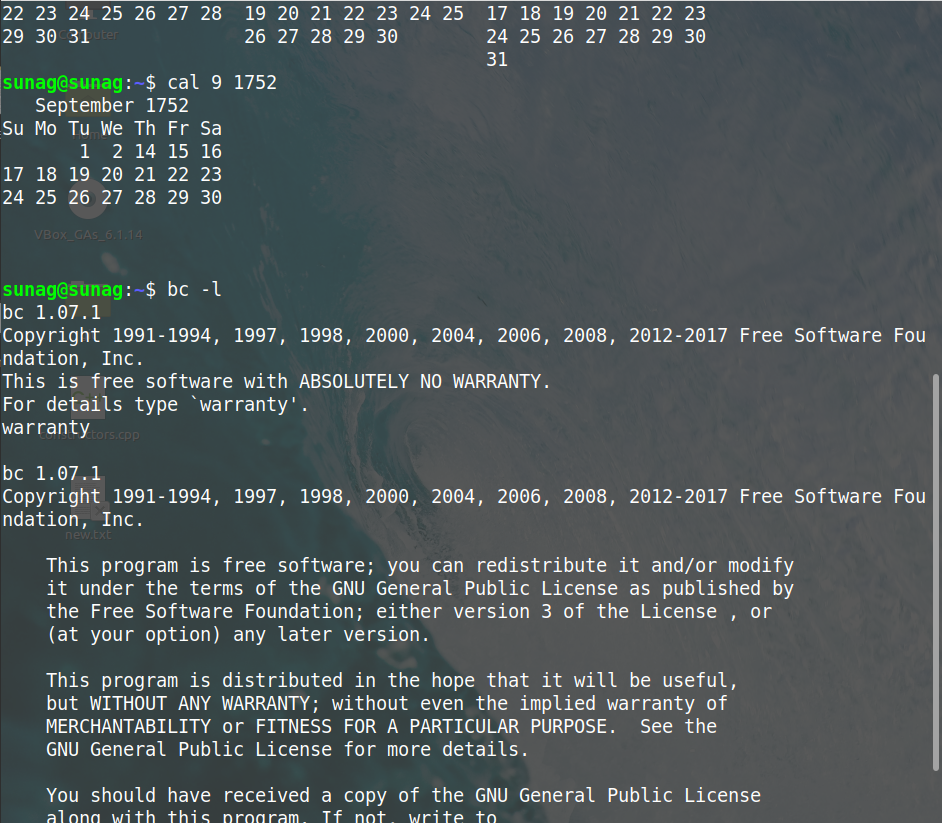 22 23 24 25 26 27 28  19 20 21 22 23 24 25  17 18 19 20 21 22 23
29 30 31              26 27 28 29 30        24 25 26 27 28 29 30
                                            31
sunag@sunag:~$ cal 9 1752
   September 1752
Su Mo Tu We Th Fr Sa
       1  2 14 15 16
17 18 19 20 21 22 23
24 25 26 27 28 29 30
VBox_GAs_6.1.14
sunag@sunag:~$ bc -l
bc 1.07.1
Copyright 1991-1994, 1997, 1998, 2000, 2004, 2006, 2008, 2012-2017 Free Software Fou
ndation, Inc.
This is free software with ABSOLUTELY NO WARRANTY.
For details type `warranty'.
warranty
constructors.cpp
bc 1.07.1
Copyright 1991-1994, 1997, 1998, 2000, 2004, 2006, 2008, 2012-2017 Free Software Fou
ndation, Inc.
new.txt
    This program is free software; you can redistribute it and/or modify
    it under the terms of the GNU General Public License as published by
    the Free Software Foundation; either version 3 of the License , or
    (at your option) any later version.
    This program is distributed in the hope that it will be useful,
    but WITHOUT ANY WARRANTY; without even the implied warranty of
    MERCHANTABILITY or FITNESS FOR A PARTICULAR PURPOSE.  See the
    GNU General Public License for more details.
    You should have received a copy of the GNU General Public License
    along with this program. If not, write to